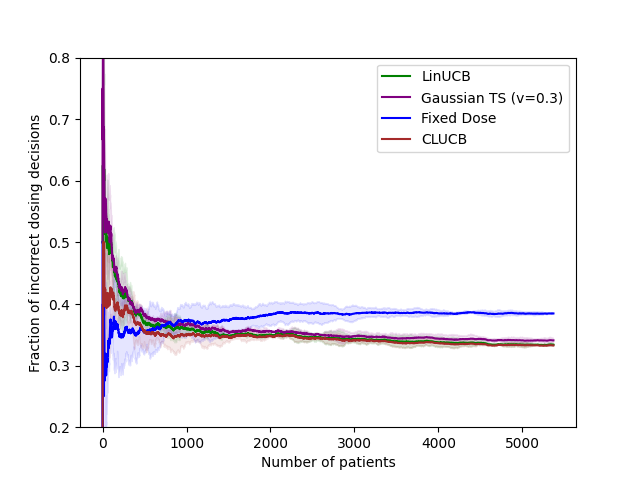 0.8
0.7
0.6
0.5
0.4
0.3
0.2
Fraction of incorrect dosing decisions
LinUCB
Gaussian TS (v=0.3)
Fixed Dose
CLUCB
0 1000 2000 3000 4000 5000
Number of patients